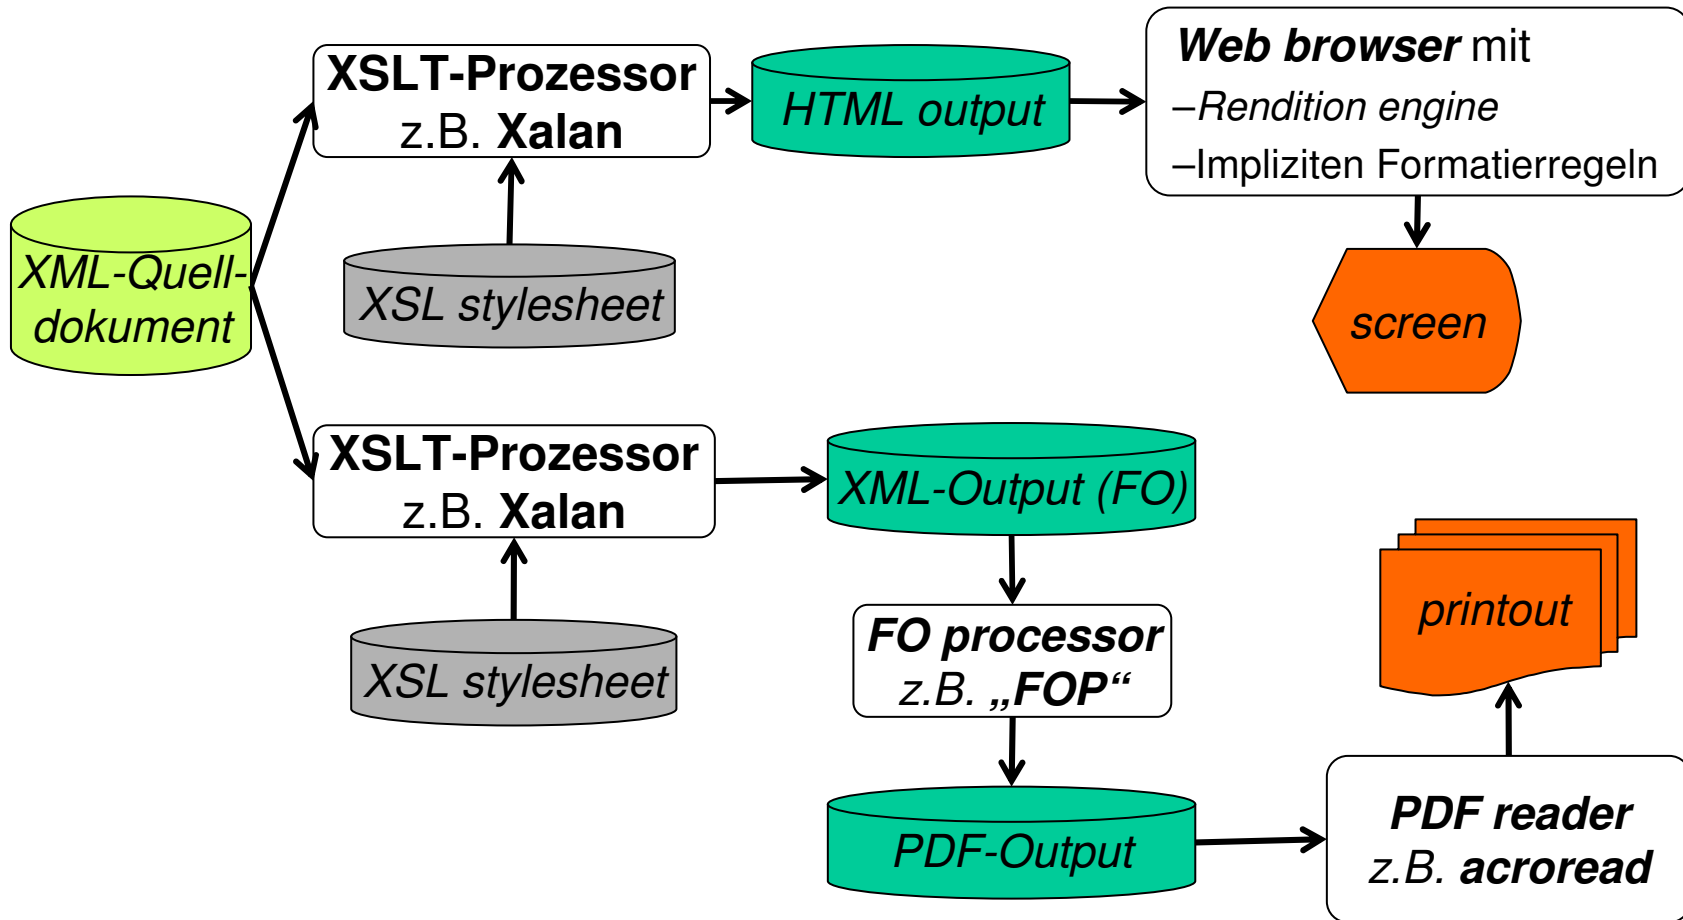 XSLT-Prozessor
z.B. Xalan
HTML output
Web browser mit
–Rendition engine
–Impliziten Formatierregeln
XML-Quell-
dokument
XSL stylesheet
screen
XSLT-Prozessor
z.B. Xalan
XML-Output (FO)
XSL stylesheet
FO processor
z.B. „FOP“
printout
PDF-Output
PDF reader
z.B. acroread